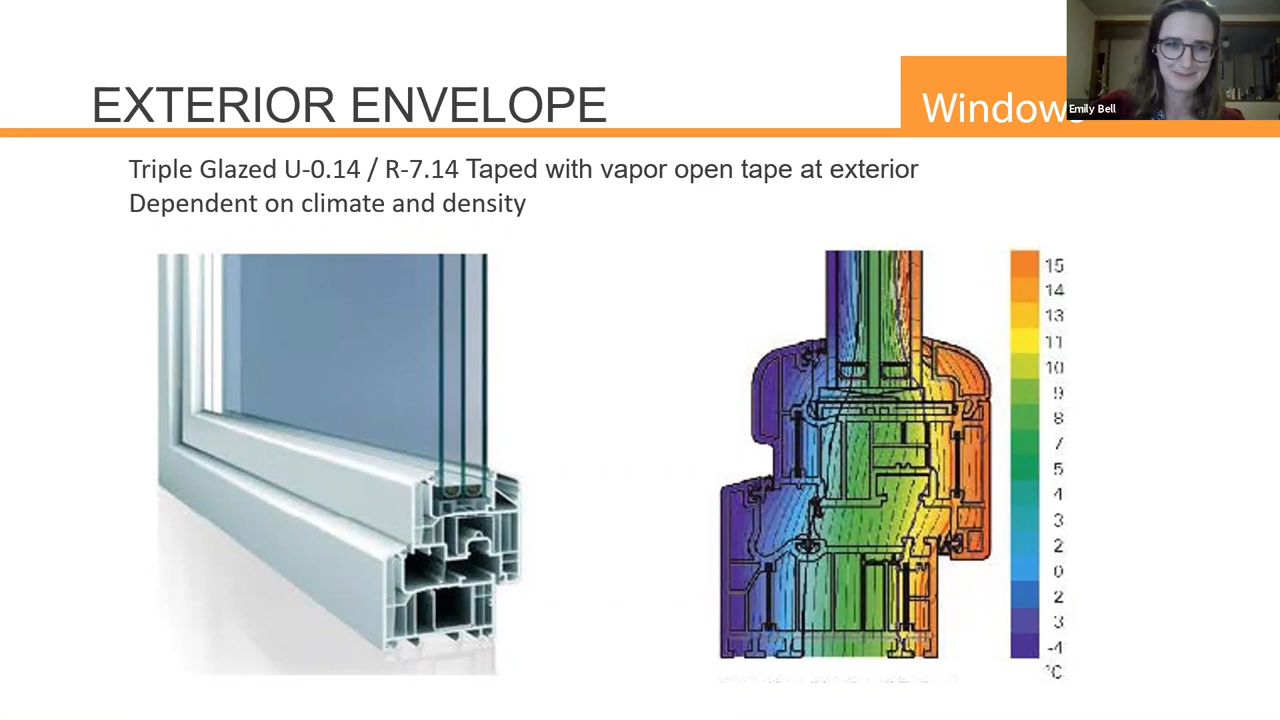 EXTERIOR ENVELOPE
Windows
Emily Bell
Triple Glazed U-0.14 / R-7.14 Taped with vapor open tape at exterior
Dependent on climate and density
15
14
13
11
10
9
8
7
5
4
3
2
0
2
3
-4
°C